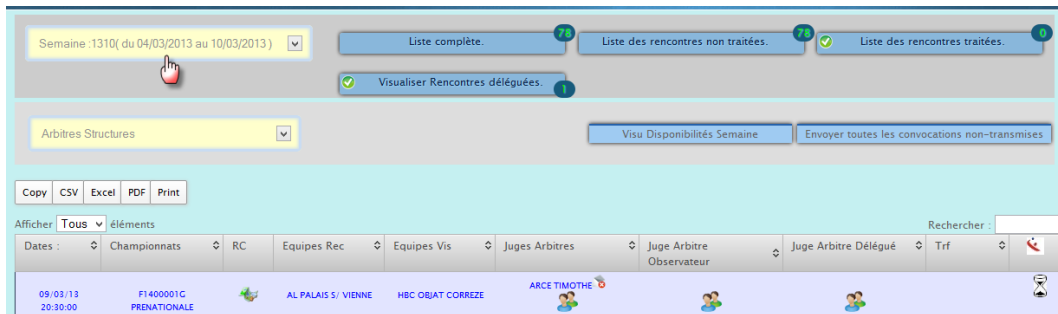 Semaine :1310( du 04/03/2013 au 10/03/2013 )
Liste complète. 78
Liste des rencontres non traitées. 78
Liste des rencontres traitées. 0
Visualiser Rencontres déléguées. 1
Arbitres Structures
Visu Disponibilités Semaine
Envoyer toutes les convocations non-transmises
Copy CSV Excel PDF Print
Afficher Tous éléments
Rechercher :
Dates : Championnats RC Equipes Rec Equipes Vis Juges Arbitres Juge Arbitre Juge Arbitre Délégué Trf
Observateur
09/03/13 F1400001G AL PALAIS S/ VIENNE HBC OBJAT CORREZE ARCE TIMOTHE
20:30:00 PRENATIONALE